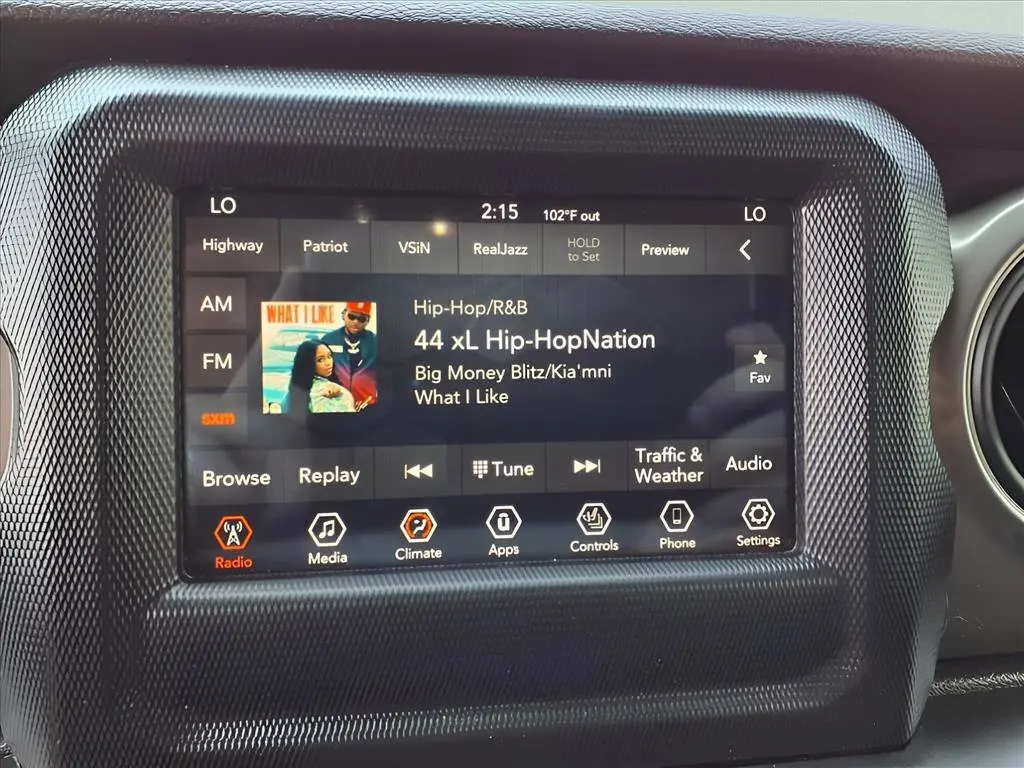 LO 2:15 102°F out LO
Highway Patriot VSiN RealJazz HOLD to Set Preview
AM
FM
sxm
WHAT I LIKE
Hip-Hop/R&B
44 xL Hip-HopNation
Big Money Blitz/Kia'mni
What I Like
Fav
Browse Replay Tune Traffic & Weather Audio
Radio Media Climate Apps Controls Phone Settings